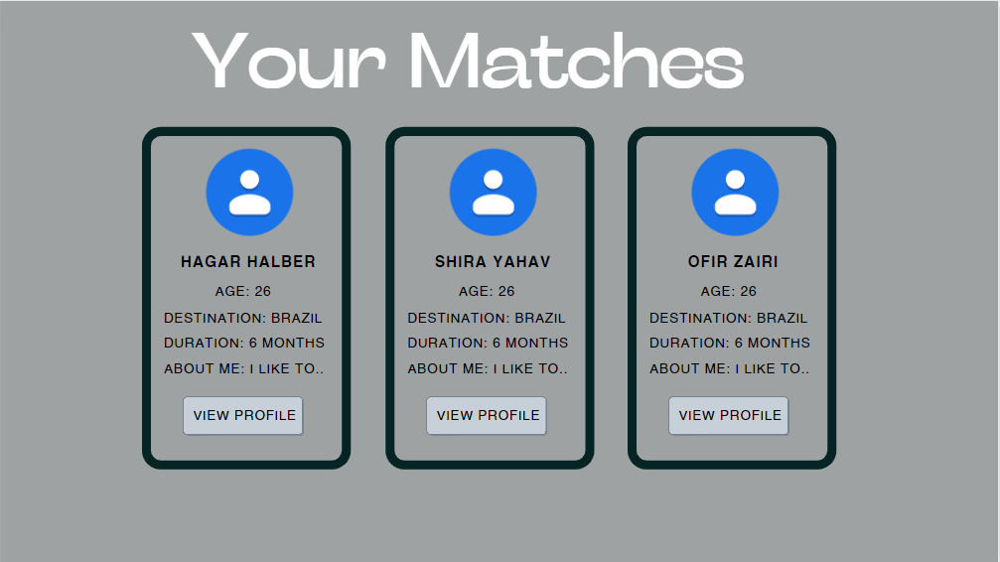 Your Matches
HAGAR HALBER
AGE: 26
DESTINATION: BRAZIL
DURATION: 6 MONTHS
ABOUT ME: I LIKE TO..
VIEW PROFILE
SHIRA YAHAV
AGE: 26
DESTINATION: BRAZIL
DURATION: 6 MONTHS
ABOUT ME: I LIKE TO..
VIEW PROFILE
OFIR ZAIRI
AGE: 26
DESTINATION: BRAZIL
DURATION: 6 MONTHS
ABOUT ME: I LIKE TO..
VIEW PROFILE